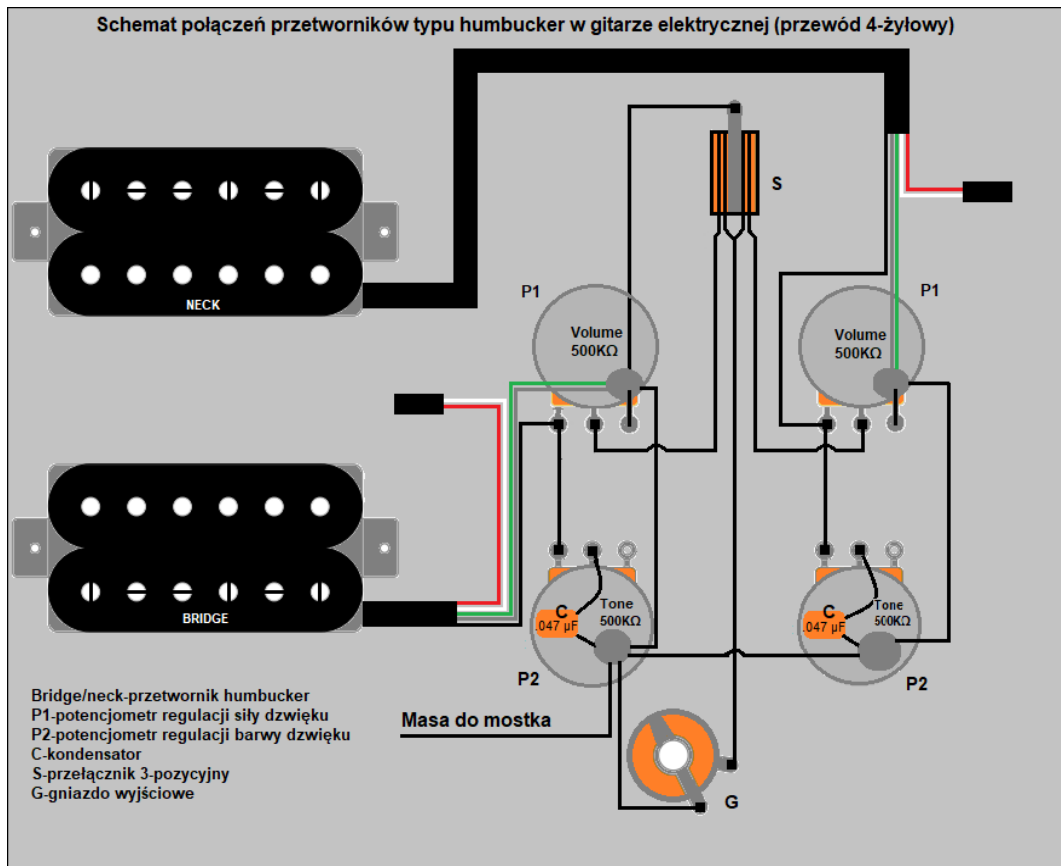 Schemat połączeń przetworników typu humbucker w gitarze elektrycznej (przewód 4-żyłowy)
S
NECK
P1
P1
Volume
500KΩ
Volume
500KΩ
BRIDGE
C
.047 µF
Tone
500KΩ
C
.047 µF
Tone
500KΩ
P2
P2
Masa do mostka
G
Bridge/neck-przetwornik humbucker
P1-potencjometr regulacji siły dzwięku
P2-potencjometr regulacji barwy dzwięku
C-kondensator
S-przełącznik 3-pozycyjny
G-gniazdo wyjściowe